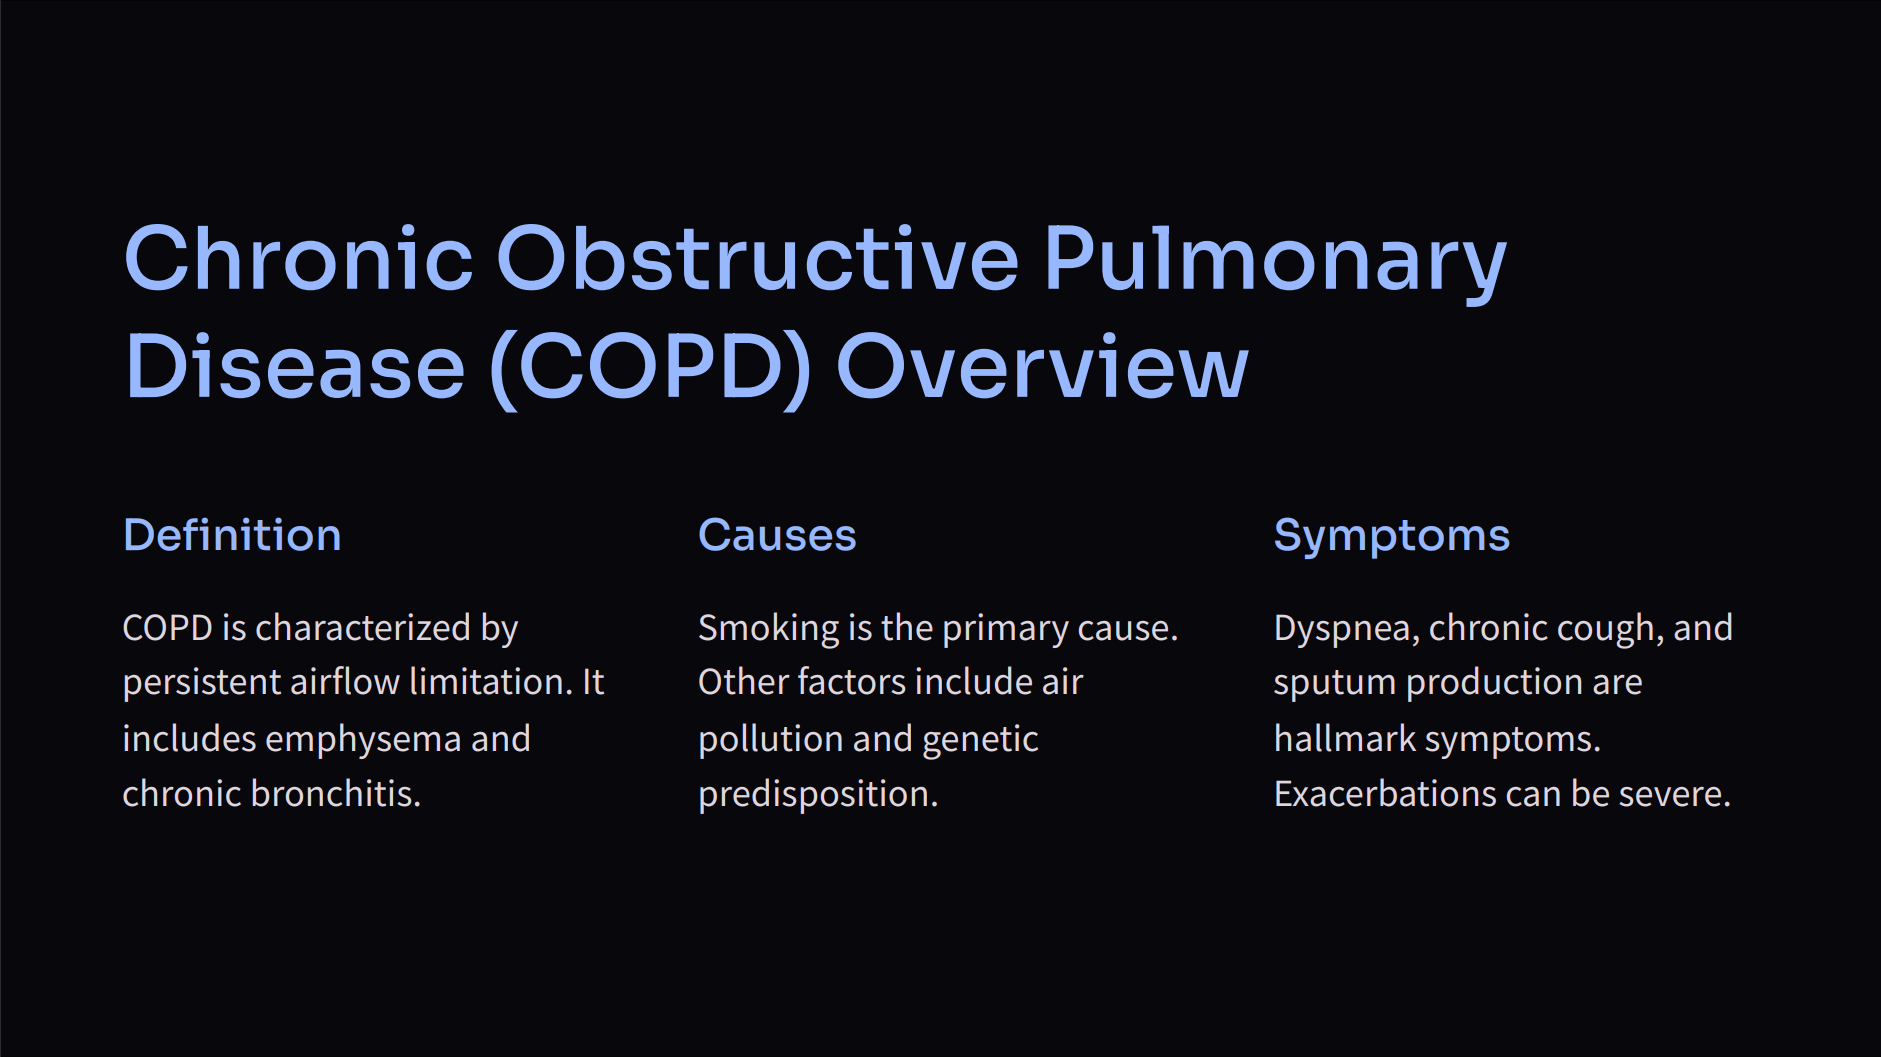 Chronic Obstructive Pulmonary
Disease (COPD) Overview
Definition
COPD is characterized by
persistent airflow limitation. It
includes emphysema and
chronic bronchitis.
Causes
Smoking is the primary cause.
Other factors include air
pollution and genetic
predisposition.
Symptoms
Dyspnea, chronic cough, and
sputum production are
hallmark symptoms.
Exacerbations can be severe.